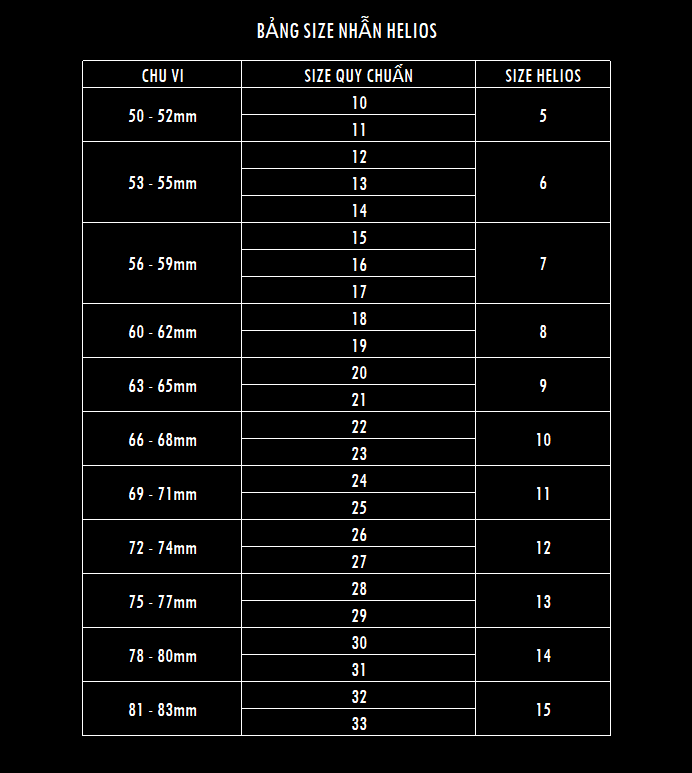 BẢNG SIZE NHẪN HELIOS
CHU VI SIZE QUY CHUẨN SIZE HELIOS
50 - 52mm 10 11 5
53 - 55mm 12 13 14 6
56 - 59mm 15 16 17 7
60 - 62mm 18 19 8
63 - 65mm 20 21 9
66 - 68mm 22 23 10
69 - 71mm 24 25 11
72 - 74mm 26 27 12
75 - 77mm 28 29 13
78 - 80mm 30 31 14
81 - 83mm 32 33 15